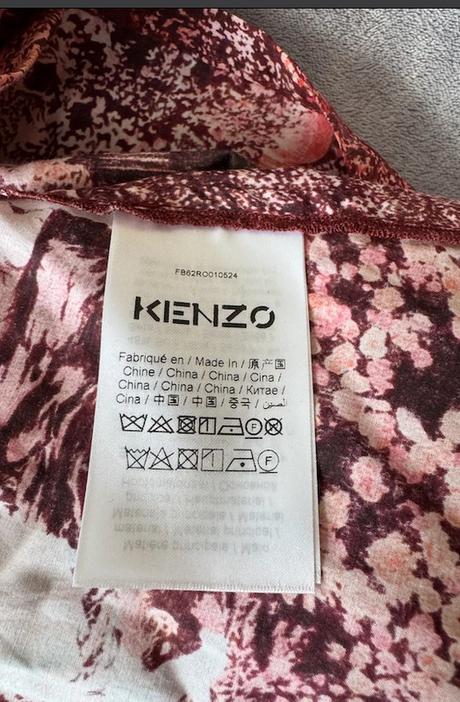 FB62RO010524
KENZO
Fabriqué en / Made In / 原产国
Chine / China / China / Cina /
China / China / China / Китае /
Cina / 中国 / 中国 / 중국 / الصين
F
F